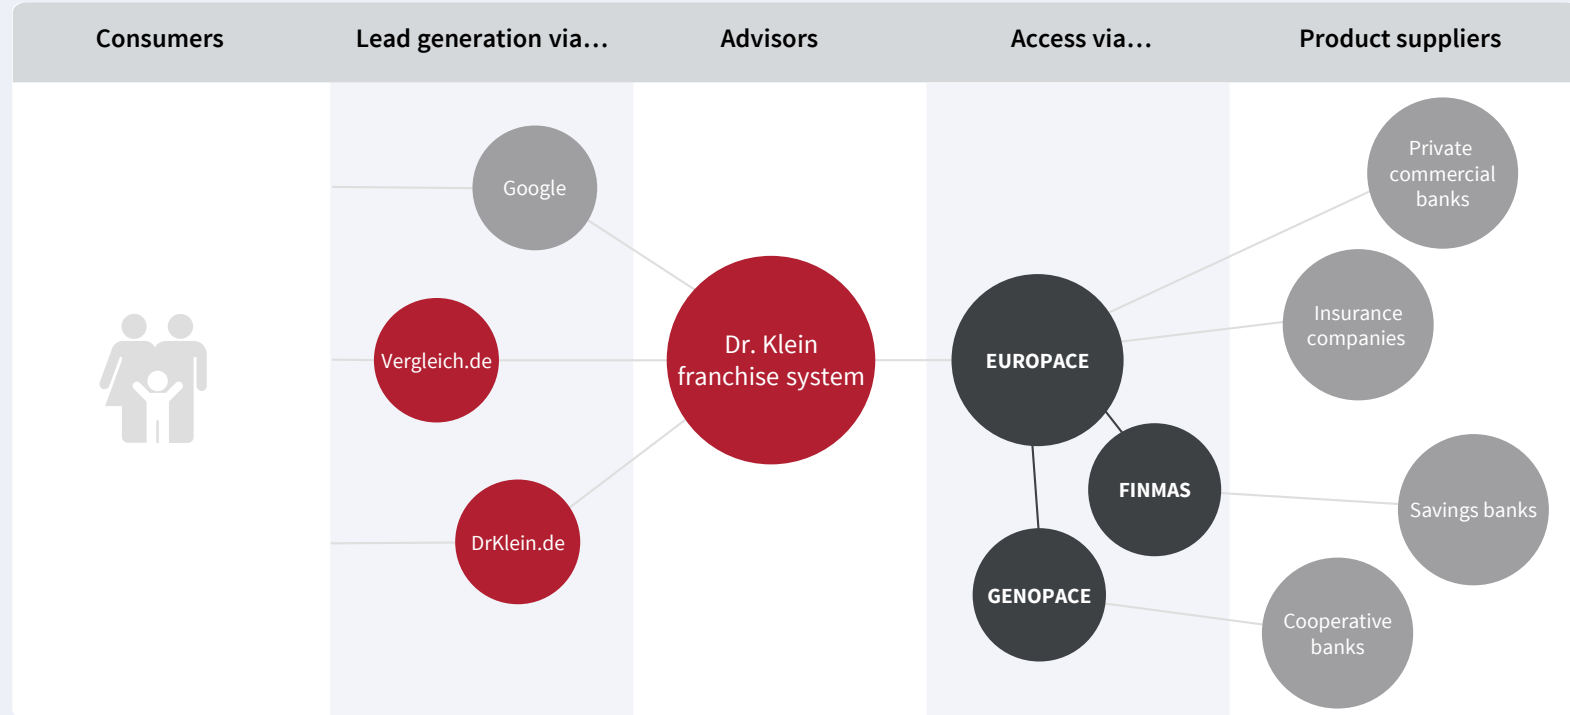 Consumers
Lead generation via…
Advisors
Access via…
Product suppliers
Google
Vergleich.de
DrKlein.de
Dr. Klein
franchise system
EUROPACE
FINMAS
GENOPACE
Private
commercial
banks
Insurance
companies
Savings banks
Cooperative
banks